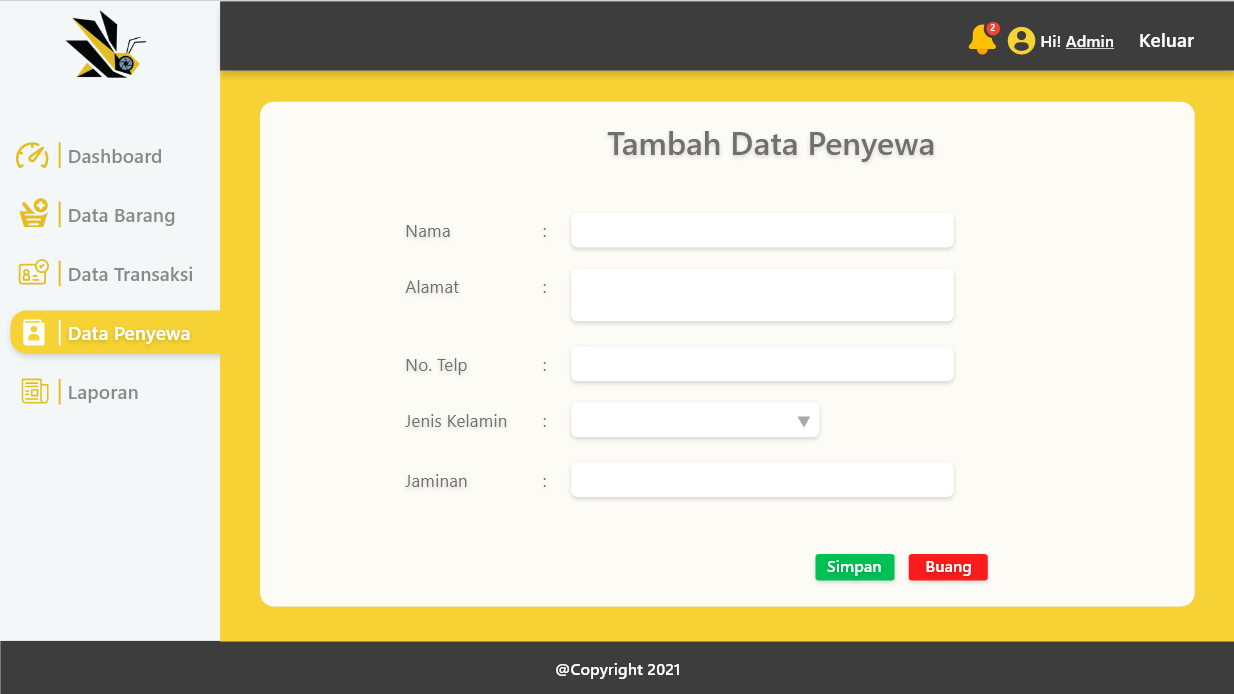 2
Hi! Admin
Keluar
Dashboard
Data Barang
Data Transaksi
Data Penyewa
Laporan
Tambah Data Penyewa
Nama :
Alamat :
No. Telp :
Jenis Kelamin :
Jaminan :
Simpan
Buang
@Copyright 2021